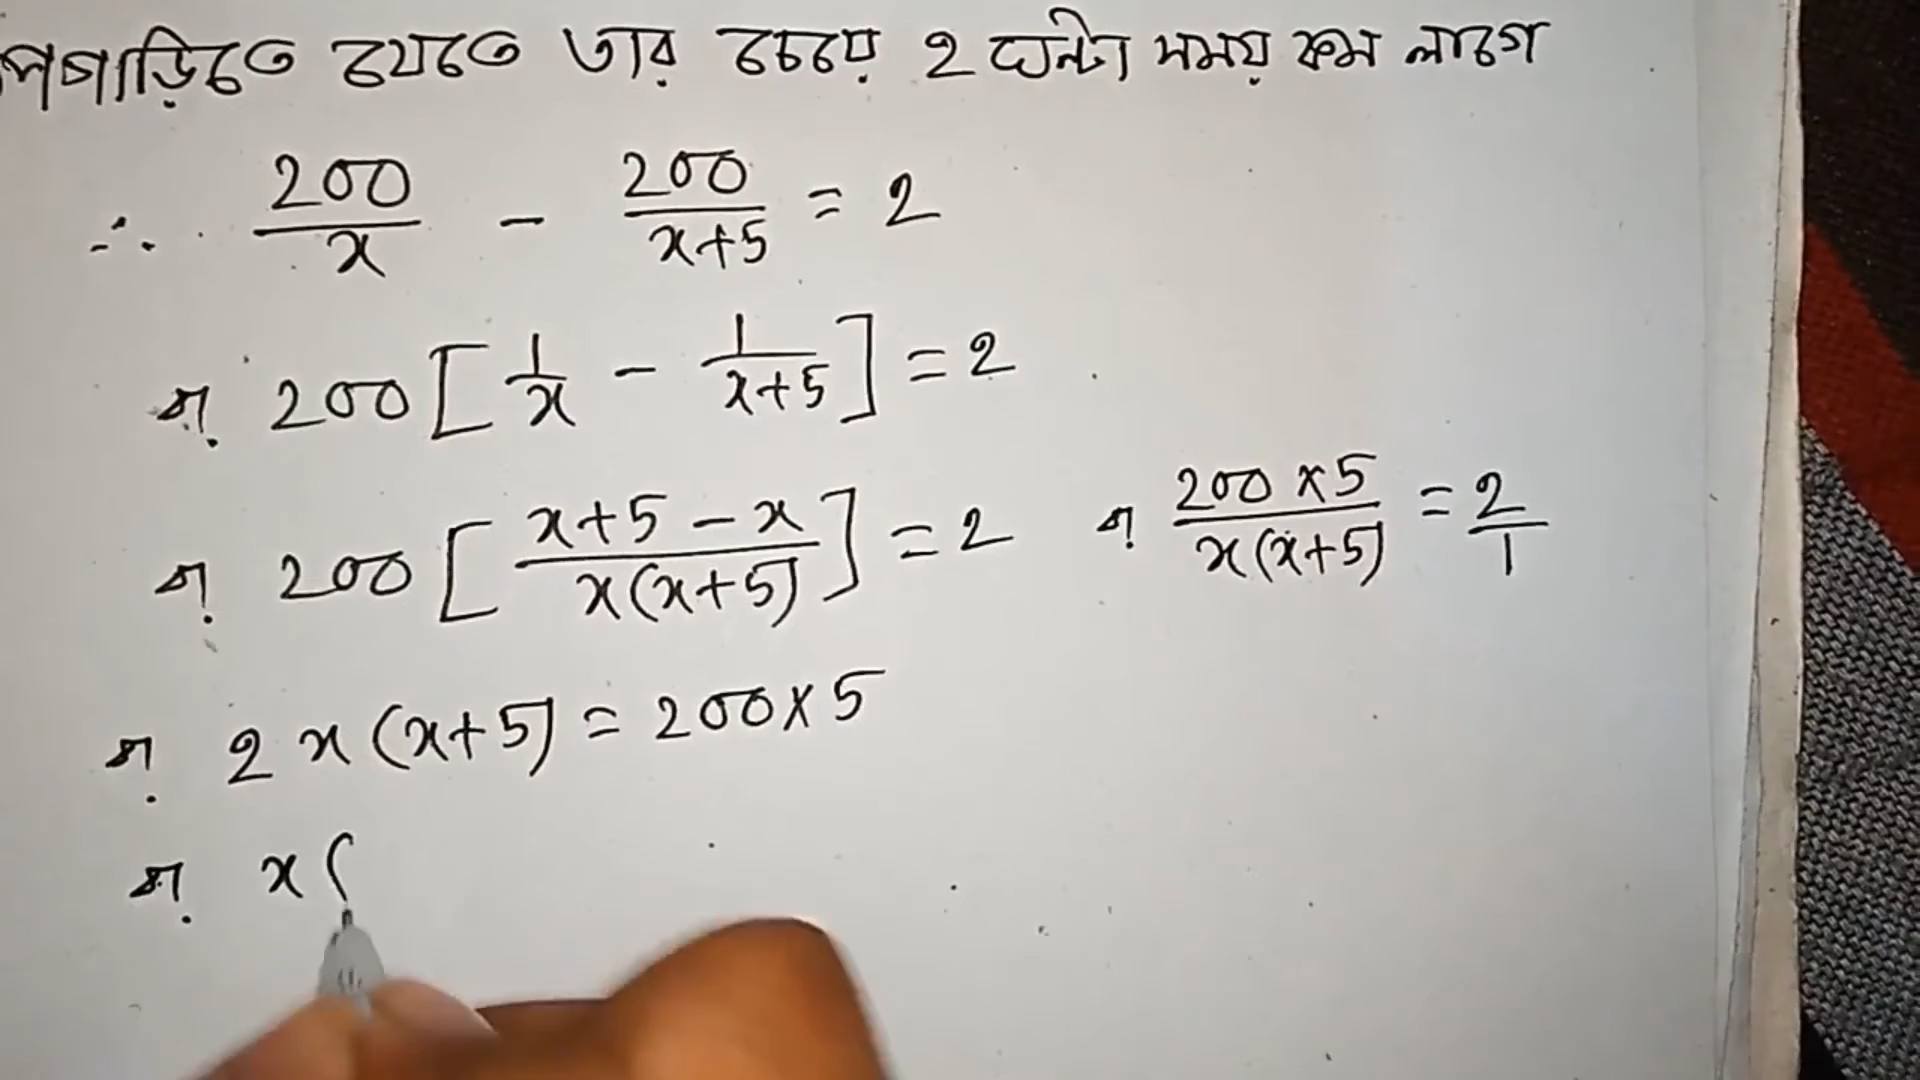 জিপগাড়িতে যেতে তার চেয়ে 2 ঘন্টা সময় কম লাগে
∴ 200/x - 200/(x+5) = 2
বা, 200 [1/x - 1/(x+5)] = 2
বা, 200 [(x+5-x)/(x(x+5))] = 2
বা, (200×5)/(x(x+5)) = 2/1
বা, 2x(x+5) = 200×5
বা, x(